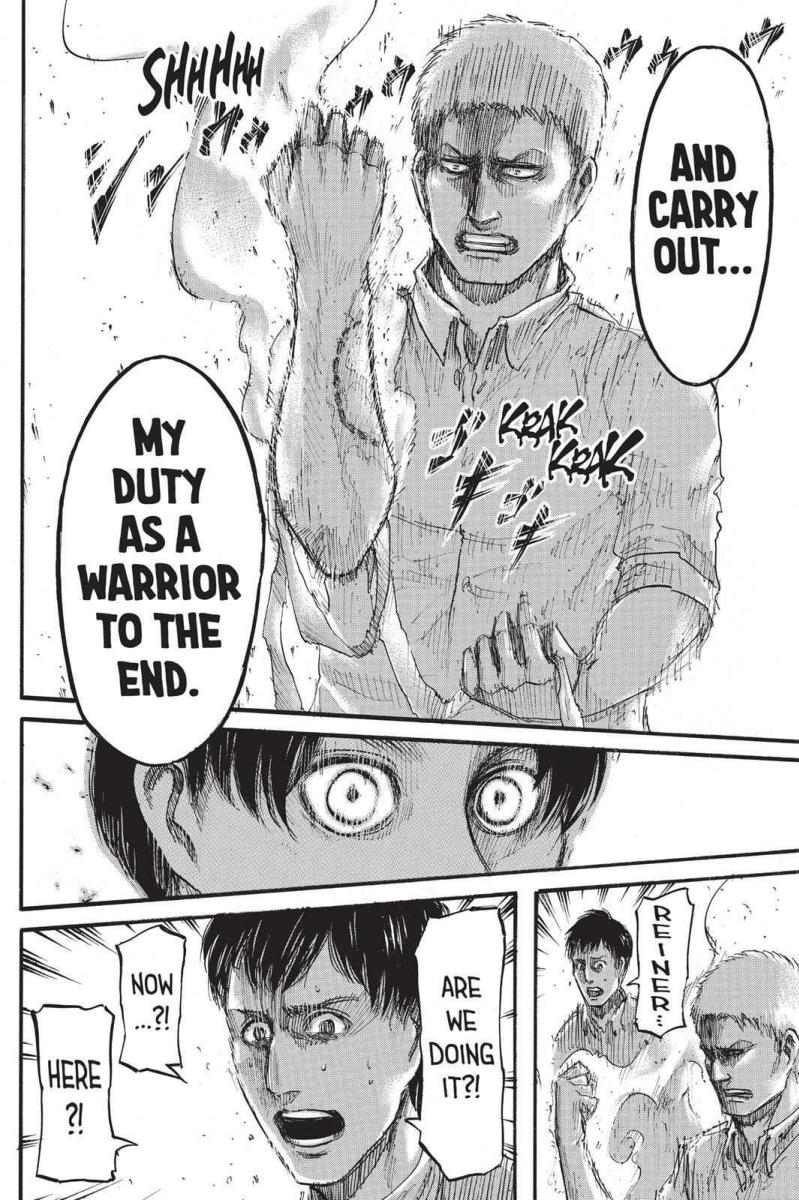 AND
CARRY
OUT...
SHHHHH
KRAK
KRAK
MY
DUTY
AS A
WARRIOR
TO THE
END.
REINER...
ARE
WE
DOING
IT?!
NOW
...?!
HERE
?!